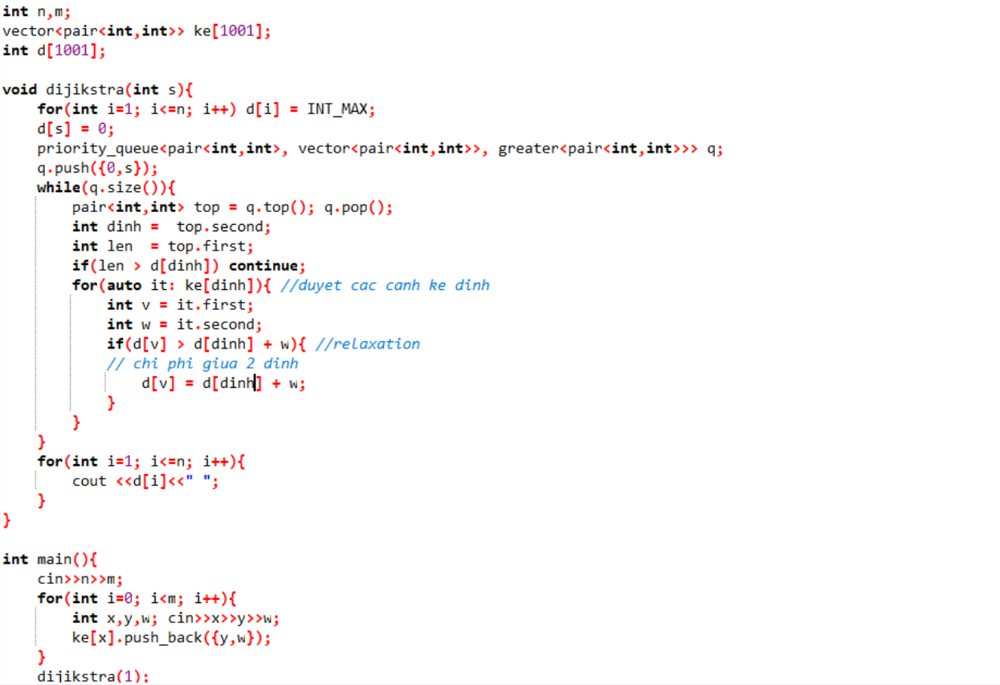 int n,m;
vector<pair<int,int>> ke[1001];
int d[1001];
void dijikstra(int s){
for(int i=1; i<=n; i++) d[i] = INT_MAX;
d[s] = 0;
priority_queue<pair<int,int>, vector<pair<int,int>>, greater<pair<int,int>>> q;
q.push({0,s});
while(q.size()){
pair<int,int> top = q.top(); q.pop();
int dinh =  top.second;
int len  = top.first;
if(len > d[dinh]) continue;
for(auto it: ke[dinh]){ //duyet cac canh ke dinh
int v = it.first;
int w = it.second;
if(d[v] > d[dinh] + w){ //relaxation
// chi phi giua 2 dinh
d[v] = d[dinh] + w;
}
}
}
for(int i=1; i<=n; i++){
cout <<d[i]<<" ";
}
}
int main(){
cin>>n>>m;
for(int i=0; i<m; i++){
int x,y,w; cin>>x>>y>>w;
ke[x].push_back({y,w});
}
dijikstra(1);